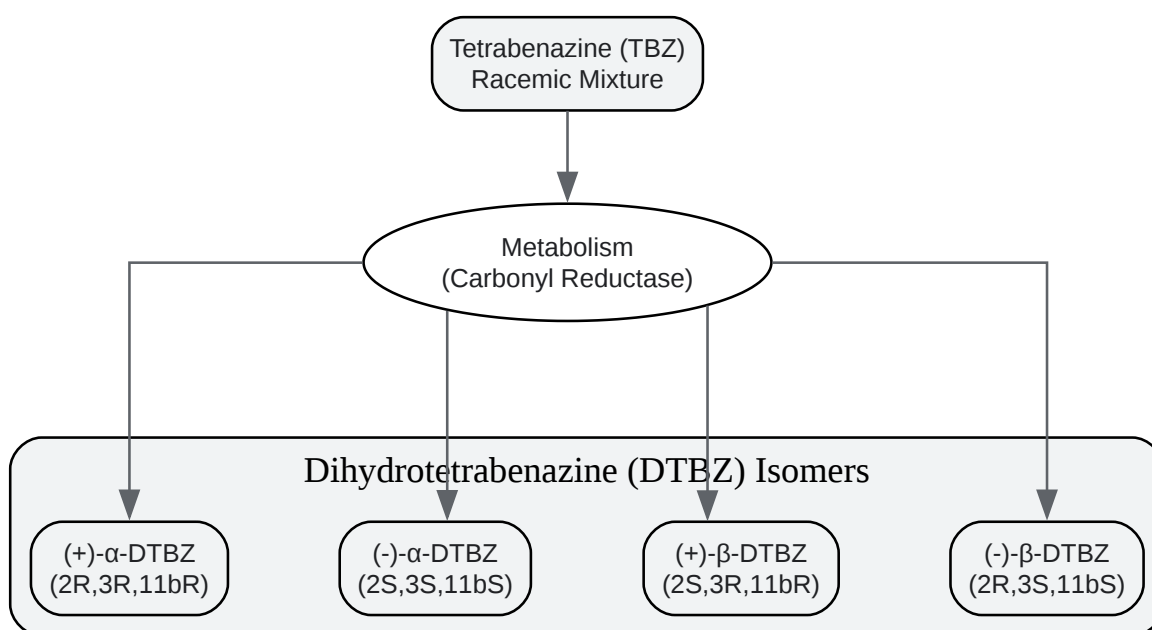 Tetrabenazine (TBZ)
Racemic Mixture
Metabolism
(Carbonyl Reductase)
Dihydrotetrabenazine (DTBZ) Isomers
(+)-α-DTBZ
(2R,3R,11bR)
(-)-α-DTBZ
(2S,3S,11bS)
(+)-β-DTBZ
(2S,3R,11bR)
(-)-β-DTBZ
(2R,3S,11bS)